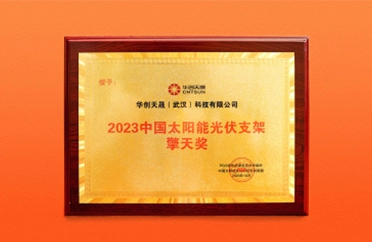 授予：
华创天晟
CNTSUN
华创天晟（武汉）科技有限公司
2023中国太阳能光伏支架
擎天奖